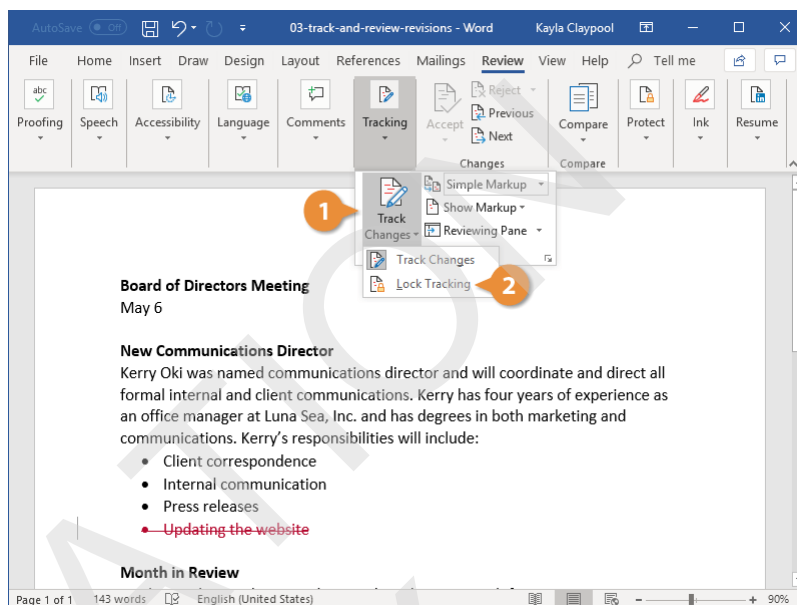 AutoSave Off 03-track-and-review-revisions - Word Kayla Claypool
File Home Insert Draw Design Layout References Mailings Review View Help Tell me
abc
Proofing Speech Accessibility Language Comments Tracking Accept Reject Previous Next Compare Protect Ink Resume
Changes Compare
Track Changes Simple Markup
Show Markup
Reviewing Pane
1
Track Changes
Lock Tracking 2
Board of Directors Meeting
May 6
New Communications Director
Kerry Oki was named communications director and will coordinate and direct all
formal internal and client communications. Kerry has four years of experience as
an office manager at Luna Sea, Inc. and has degrees in both marketing and
communications. Kerry’s responsibilities will include:
• Client correspondence
• Internal communication
• Press releases
• Updating the website
Month in Review
Page 1 of 1 143 words English (United States) 90%